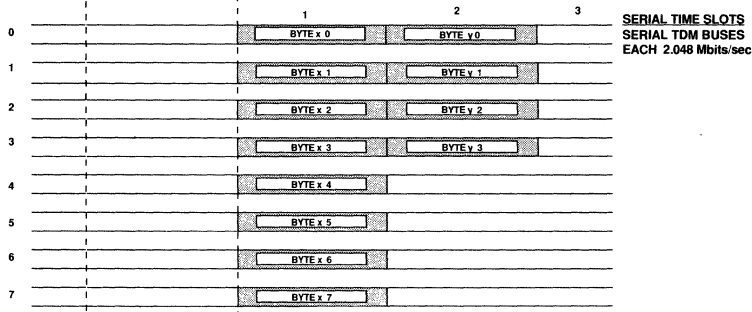 1 2 3
SERIAL TIME SLOTS
0 BYTE x 0 BYTE y 0 SERIAL TDM BUSES
EACH 2.048 Mbits/sec
1 BYTE x 1 BYTE y 1
2 BYTE x 2 BYTE y 2
3 BYTE x 3 BYTE y 3
4 BYTE x 4
5 BYTE x 5
6 BYTE x 6
7 BYTE x 7